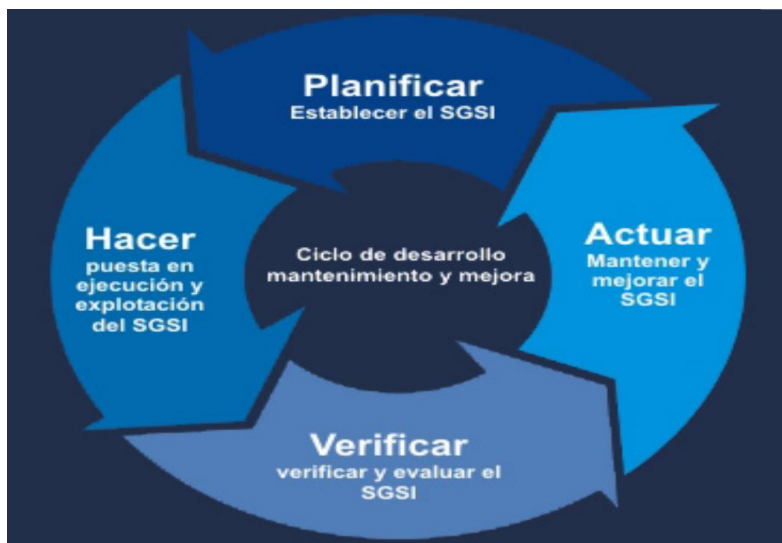 Planificar
Establecer el SGSI
Hacer
puesta en
ejecución y
explotación
del SGSI
Ciclo de desarrollo
mantenimiento y mejora
Actuar
Mantener y
mejorar el
SGSI
Verificar
verificar y evaluar el
SGSI